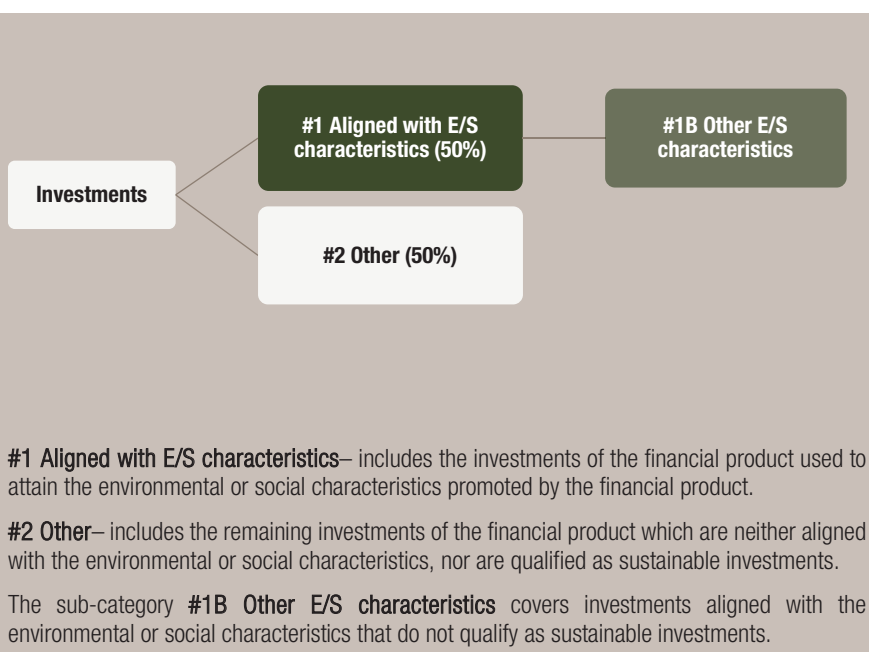 #1 Aligned with E/S
characteristics (50%)
#1B Other E/S
characteristics
Investments
#2 Other (50%)
#1 Aligned with E/S characteristics– includes the investments of the financial product used to
attain the environmental or social characteristics promoted by the financial product.
#2 Other– includes the remaining investments of the financial product which are neither aligned
with the environmental or social characteristics, nor are qualified as sustainable investments.
The sub-category #1B Other E/S characteristics covers investments aligned with the
environmental or social characteristics that do not qualify as sustainable investments.